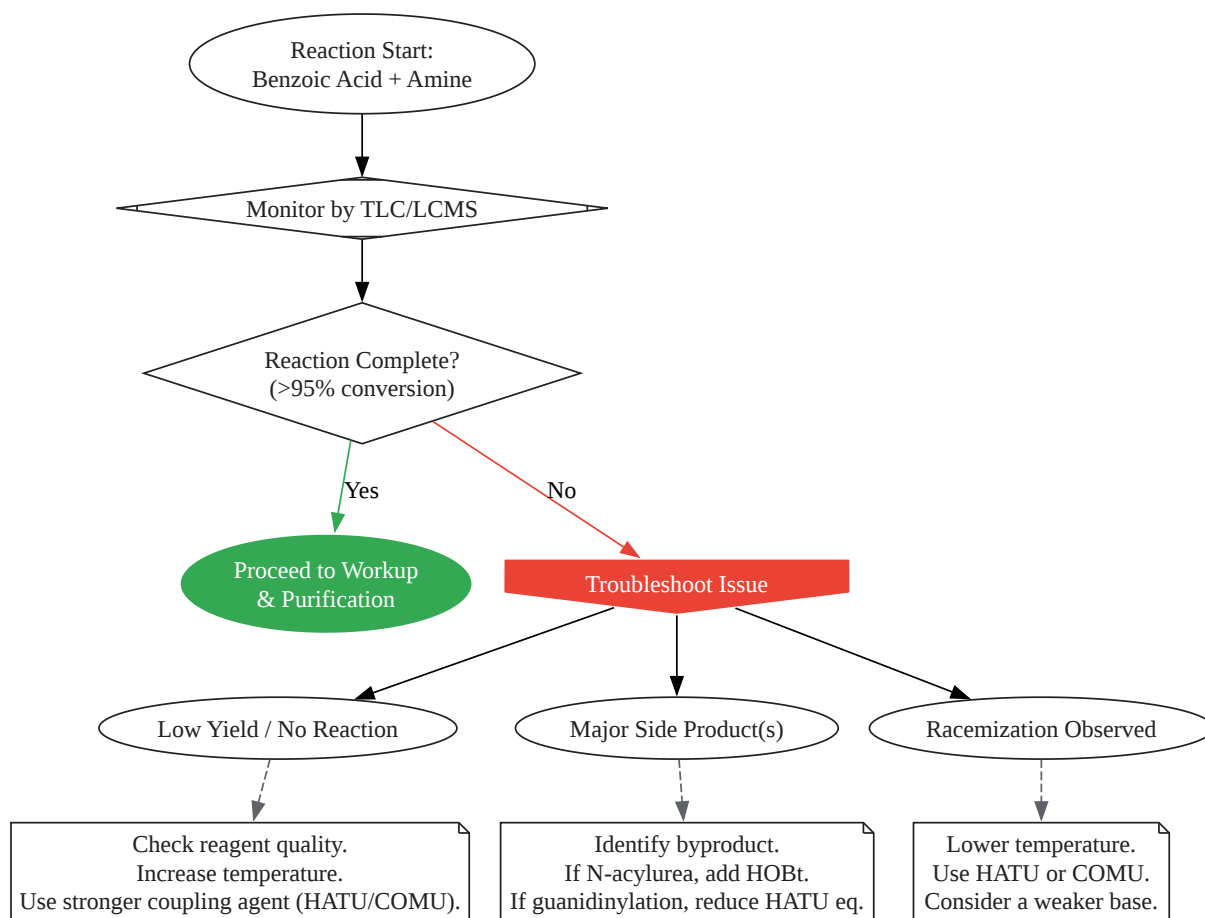 Reaction Start:
Benzoic Acid + Amine
Monitor by TLC/LCMS
Reaction Complete?
(>95% conversion)
Yes
No
Proceed to Workup
& Purification
Troubleshoot Issue
Low Yield / No Reaction
Major Side Product(s)
Racemization Observed
Check reagent quality.
Increase temperature.
Use stronger coupling agent (HATU/COMU).
Identify byproduct.
If N-acylurea, add HOBt.
If guanidinylation, reduce HATU eq.
Lower temperature.
Use HATU or COMU.
Consider a weaker base.